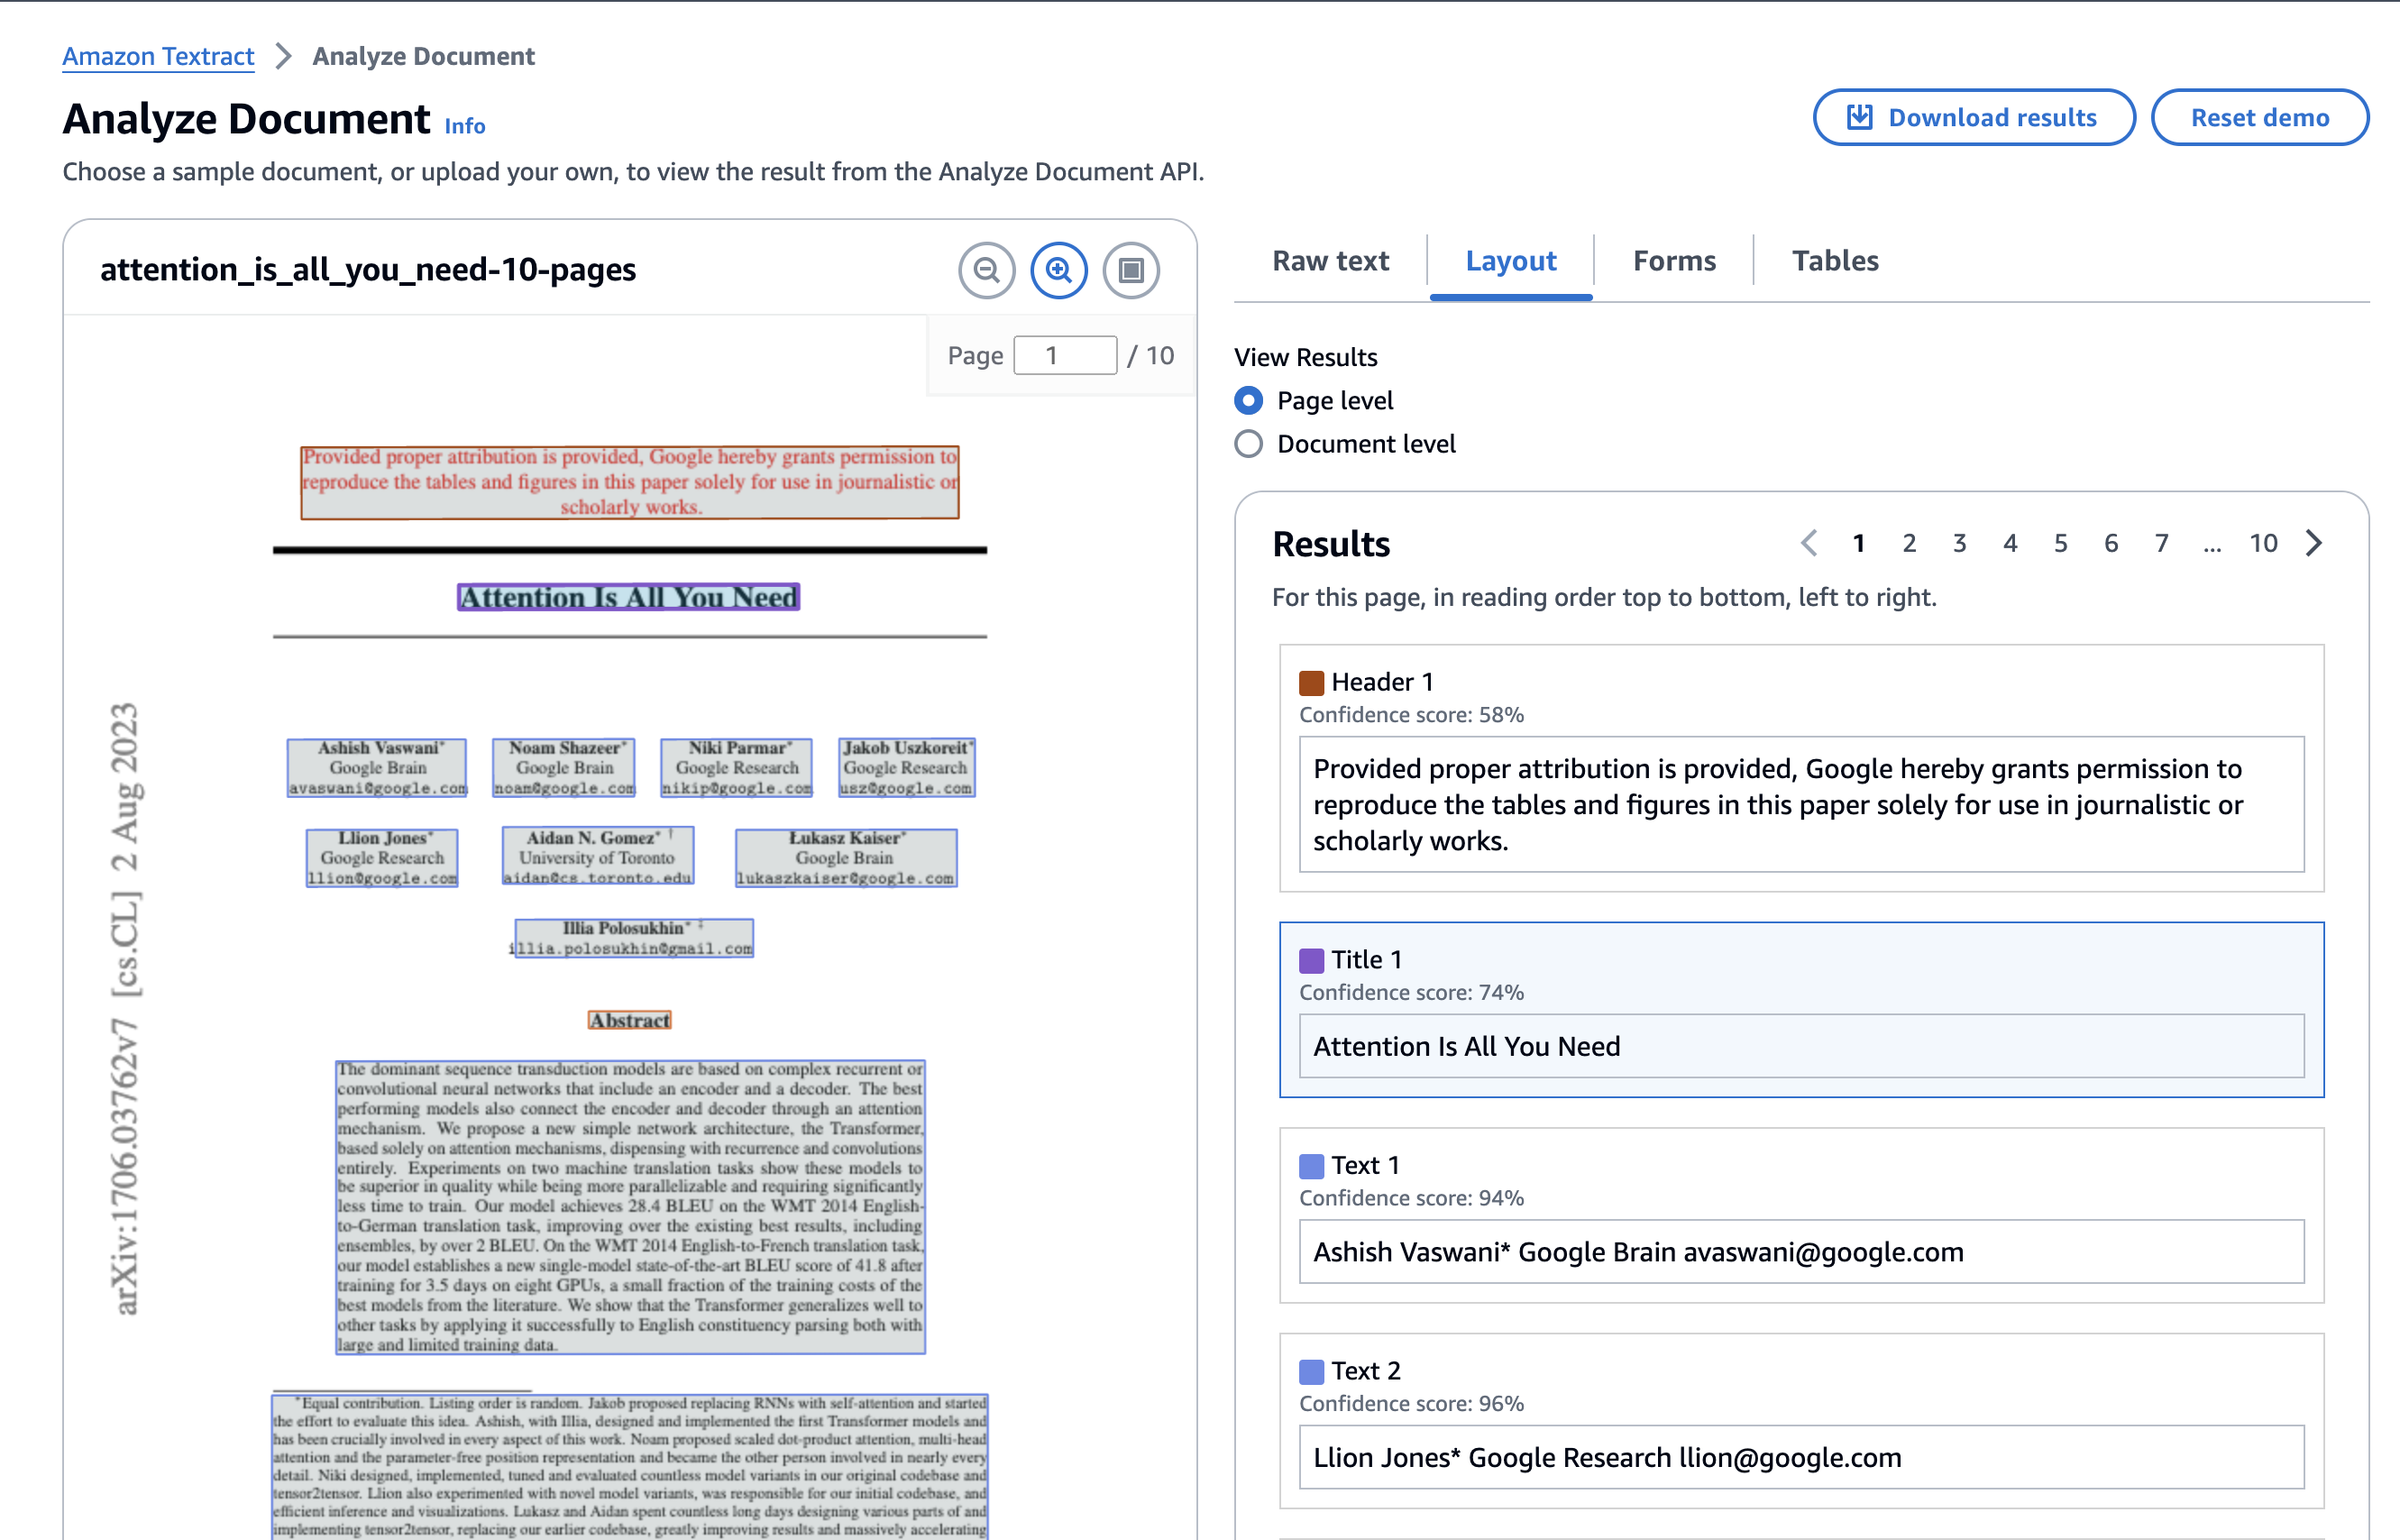 Amazon Textract > Analyze Document
Analyze Document Info
Choose a sample document, or upload your own, to view the result from the Analyze Document API.
Download results
Reset demo
attention_is_all_you_need-10-pages
Page 1 / 10
Provided proper attribution is provided, Google hereby grants permission to
reproduce the tables and figures in this paper solely for use in journalistic or
scholarly works.
Attention Is All You Need
arXiv:1706.03762v7 [cs.CL] 2 Aug 2023
Ashish Vaswani*
Google Brain
avaswani@google.com
Noam Shazeer*
Google Brain
noam@google.com
Niki Parmar*
Google Research
nikip@google.com
Jakob Uszkoreit*
Google Research
usz@google.com
Llion Jones*
Google Research
llion@google.com
Aidan N. Gomez* †
University of Toronto
aidan@cs.toronto.edu
Łukasz Kaiser*
Google Brain
lukaszkaiser@google.com
Illia Polosukhin* ‡
illia.polosukhin@gmail.com
Abstract
The dominant sequence transduction models are based on complex recurrent or
convolutional neural networks that include an encoder and a decoder. The best
performing models also connect the encoder and decoder through an attention
mechanism. We propose a new simple network architecture, the Transformer,
based solely on attention mechanisms, dispensing with recurrence and convolutions
entirely. Experiments on two machine translation tasks show these models to
be superior in quality while being more parallelizable and requiring significantly
less time to train. Our model achieves 28.4 BLEU on the WMT 2014 English-
to-German translation task, improving over the existing best results, including
ensembles, by over 2 BLEU. On the WMT 2014 English-to-French translation task,
our model establishes a new single-model state-of-the-art BLEU score of 41.8 after
training for 3.5 days on eight GPUs, a small fraction of the training costs of the
best models from the literature. We show that the Transformer generalizes well to
other tasks by applying it successfully to English constituency parsing both with
large and limited training data.
*Equal contribution. Listing order is random. Jakob proposed replacing RNNs with self-attention and started
the effort to evaluate this idea. Ashish, with Illia, designed and implemented the first Transformer models and
has been crucially involved in every aspect of this work. Noam proposed scaled dot-product attention, multi-head
attention and the parameter-free position representation and became the other person involved in nearly every
detail. Niki designed, implemented, tuned and evaluated countless model variants in our original codebase and
tensor2tensor. Llion also experimented with novel model variants, was responsible for our initial codebase, and
efficient inference and visualizations. Lukasz and Aidan spent countless long days designing various parts of and
implementing tensor2tensor, replacing our earlier codebase, greatly improving results and massively accelerating
Raw text
Layout
Forms
Tables
View Results
Page level
Document level
Results
1 2 3 4 5 6 7 ... 10
For this page, in reading order top to bottom, left to right.
Header 1
Confidence score: 58%
Provided proper attribution is provided, Google hereby grants permission to
reproduce the tables and figures in this paper solely for use in journalistic or
scholarly works.
Title 1
Confidence score: 74%
Attention Is All You Need
Text 1
Confidence score: 94%
Ashish Vaswani* Google Brain avaswani@google.com
Text 2
Confidence score: 96%
Llion Jones* Google Research llion@google.com